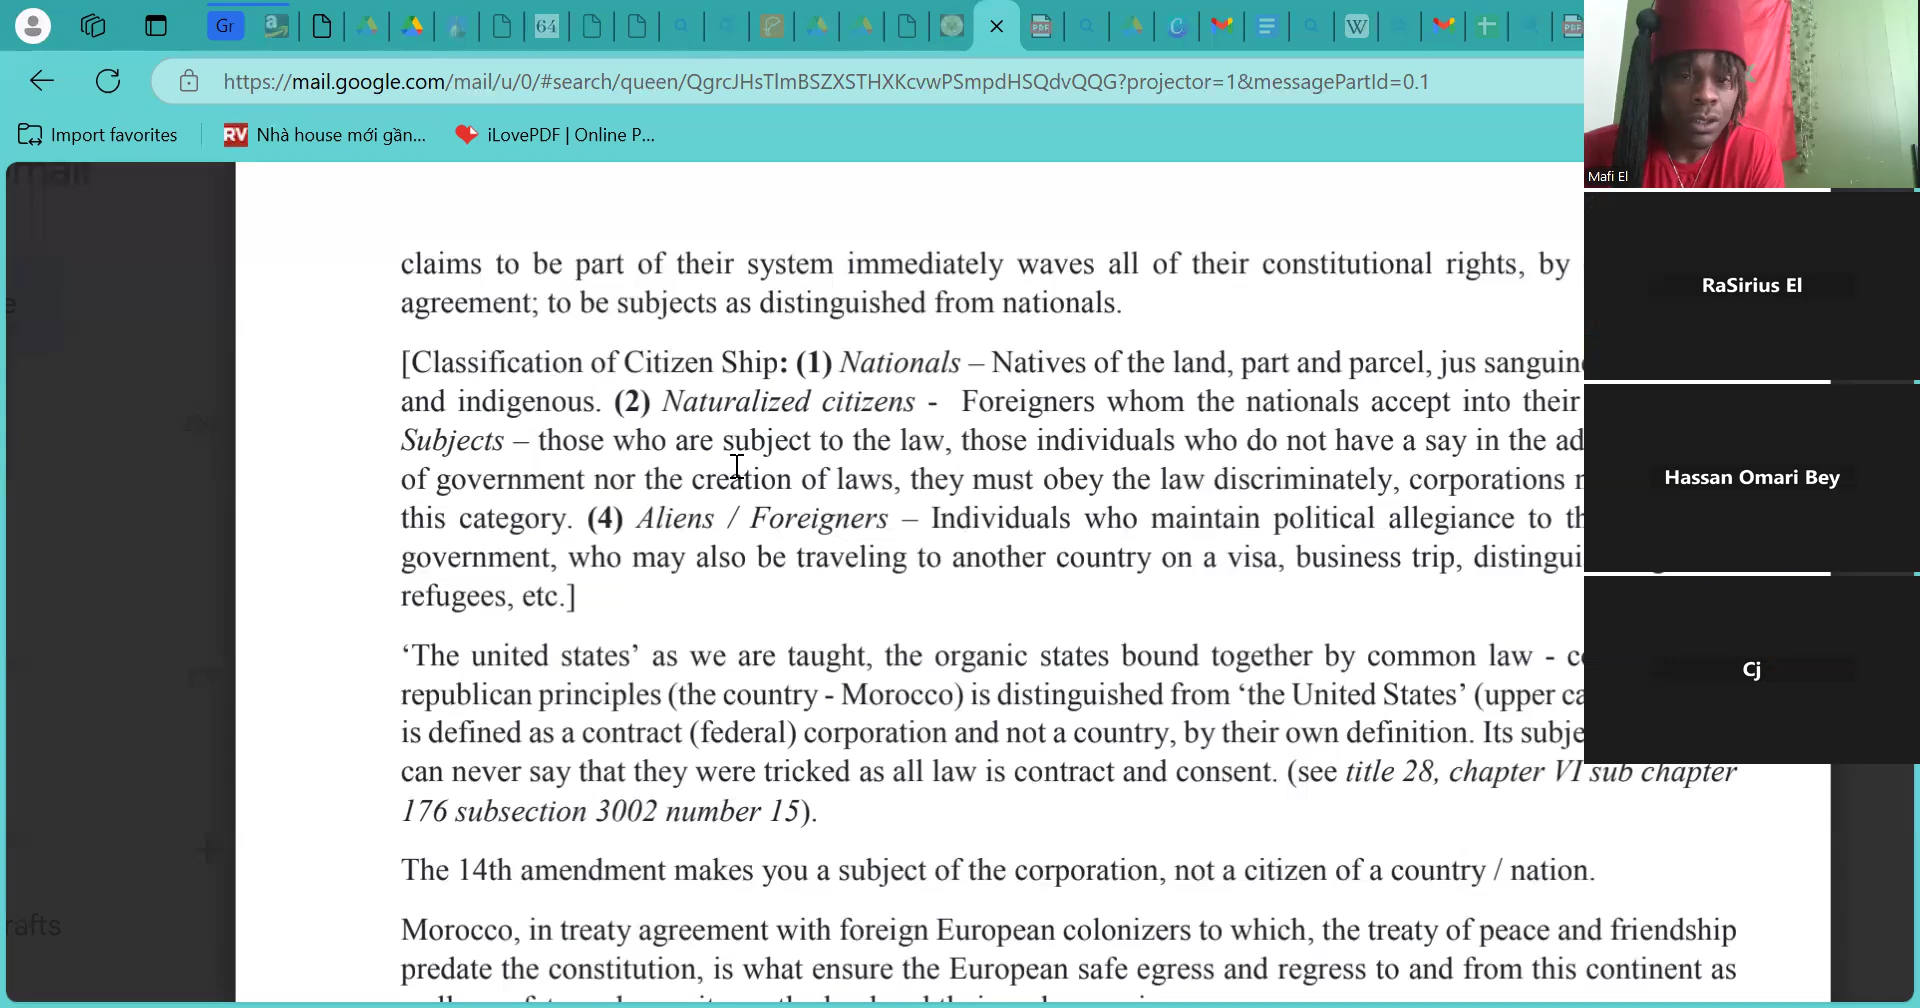 Gr
64
W
https://mail.google.com/mail/u/0/#search/queen/QgrcJHsTlmBSZXSTHXKcvwPSmpdHSQdvQQG?projector=1&messagePartId=0.1
Import favorites
RV Nhà house mới gần...
iLovePDF | Online P...
claims to be part of their system immediately waves all of their constitutional rights, by
agreement; to be subjects as distinguished from nationals.
[Classification of Citizen Ship: (1) Nationals – Natives of the land, part and parcel, jus
and indigenous. (2) Naturalized citizens - Foreigners whom the nationals accept into their
Subjects – those who are subject to the law, those individuals who do not have a say in the
of government nor the creation of laws, they must obey the law discriminately, corporations
this category. (4) Aliens / Foreigners – Individuals who maintain political allegiance to
government, who may also be traveling to another country on a visa, business trip,
refugees, etc.]
‘The united states’ as we are taught, the organic states bound together by common law -
republican principles (the country - Morocco) is distinguished from ‘the United States’ (upper
is defined as a contract (federal) corporation and not a country, by their own definition. Its
can never say that they were tricked as all law is contract and consent. (see title 28, chapter VI sub chapter
176 subsection 3002 number 15).
The 14th amendment makes you a subject of the corporation, not a citizen of a country / nation.
Morocco, in treaty agreement with foreign European colonizers to which, the treaty of peace and friendship
predate the constitution, is what ensure the European safe egress and regress to and from this continent as
Mafi El
RaSirius El
Hassan Omari Bey
Cj